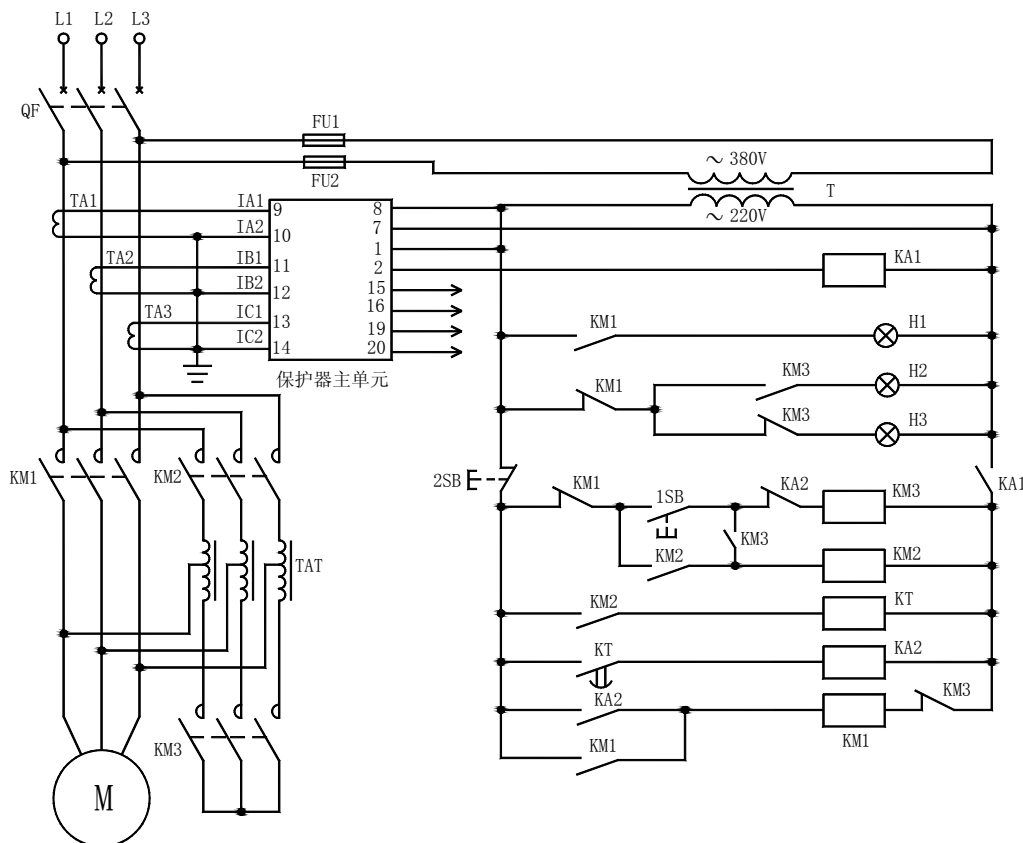 L1 L2 L3
QF
FU1
FU2
～380V
T
～220V
TA1 IA1 9 8
IA2 10 7
1
TA2 IB1 11 2 KA1
IB2 12 15
16
TA3 IC1 13 19
IC2 14 20
保护器主单元
KM1 H1
KM1 KM3 H2
KM3 H3
KM1 KM2
2SB KM1 1SB KA2 KM3 KA1
KM3
KM2 KM2
TAT
KM2 KT
KT KA2
KA2 KM3
KM1
KM3 KM1
M